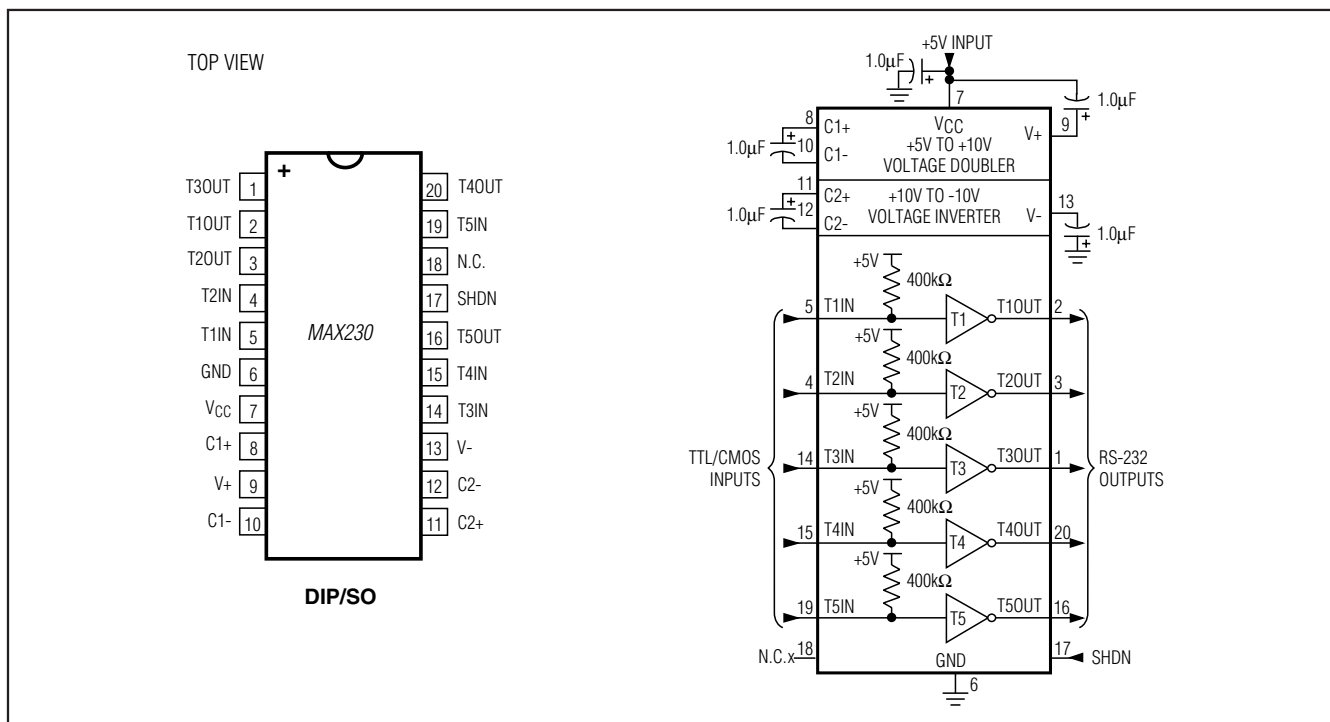 TOP VIEW
+
MAX230
T3OUT 1
T1OUT 2
T2OUT 3
T2IN 4
T1IN 5
GND 6
VCC 7
C1+ 8
V+ 9
C1- 10
20 T4OUT
19 T5IN
18 N.C.
17 SHDN
16 T5OUT
15 T4IN
14 T3IN
13 V-
12 C2-
11 C2+
DIP/SO
+5V INPUT
1.0µF
+
7
1.0µF
+
8 C1+
+
1.0µF
10 C1-
VCC
+5V TO +10V
VOLTAGE DOUBLER
V+ 9
11 C2+
+
1.0µF
12 C2-
+10V TO -10V
VOLTAGE INVERTER
V- 13
1.0µF
+
+5V
400kΩ
5 T1IN T1 T1OUT 2
+5V
400kΩ
4 T2IN T2 T2OUT 3
+5V
400kΩ
TTL/CMOS
INPUTS
14 T3IN T3 T3OUT 1
RS-232
OUTPUTS
+5V
400kΩ
15 T4IN T4 T4OUT 20
+5V
400kΩ
19 T5IN T5 T5OUT 16
N.C.x 18
GND
17 SHDN
6